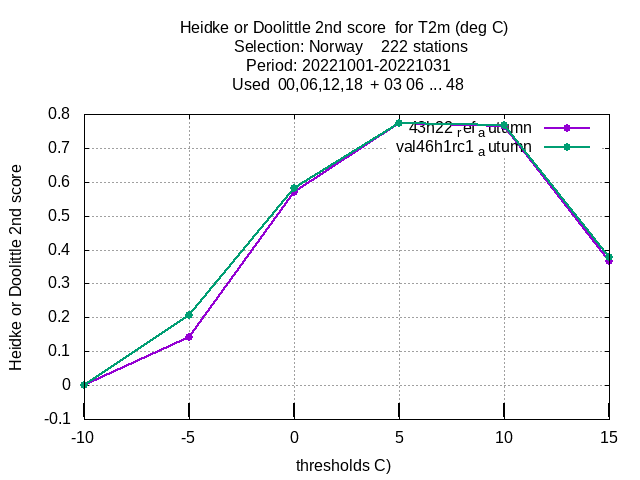 Heidke or Doolittle 2nd score  for T2m (deg C)
Selection: Norway    222 stations
Period: 20221001-20221031
Used  00,06,12,18  + 03 06 ... 48
Heidke or Doolittle 2nd score
0.8
0.7
0.6
0.5
0.4
0.3
0.2
0.1
0
-0.1
43h22refautumn
val46h1rc1autumn
-10 -5 0 5 10 15
thresholds C)